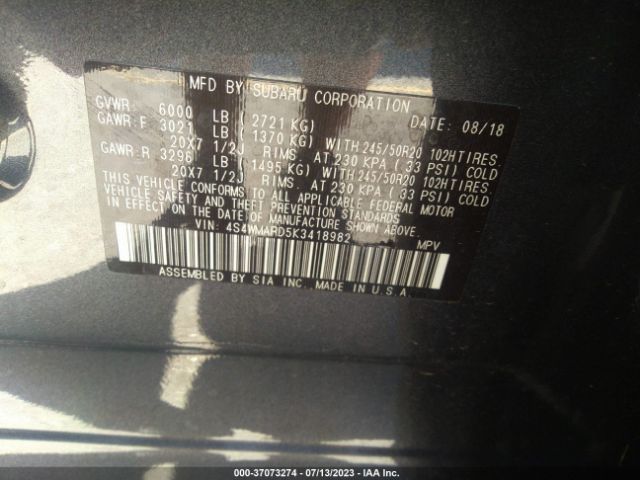 MFD BY SUBARU CORPORATION
GVWR: 6000 LB (2721 KG) DATE: 08/18
GAWR:F 3021 LB (1370 KG) WITH 245/50R20 102HTIRES,
20X7 1/2J RIMS, AT 230 KPA (33 PSI) COLD
GAWR:R 3296 LB (1495 KG) WITH 245/50R20 102HTIRES,
20X7 1/2J RIMS, AT 230 KPA (33 PSI) COLD
THIS VEHICLE CONFORMS TO ALL APPLICABLE FEDERAL MOTOR
VEHICLE SAFETY AND THEFT PREVENTION STANDARDS
IN EFFECT ON THE DATE OF MANUFACTURE SHOWN ABOVE.
VIN: 4S4WMARD5K3418982 MPV
ASSEMBLED BY SIA INC., MADE IN U.S.A.
000-37073274 - 07/13/2023 - IAA Inc.